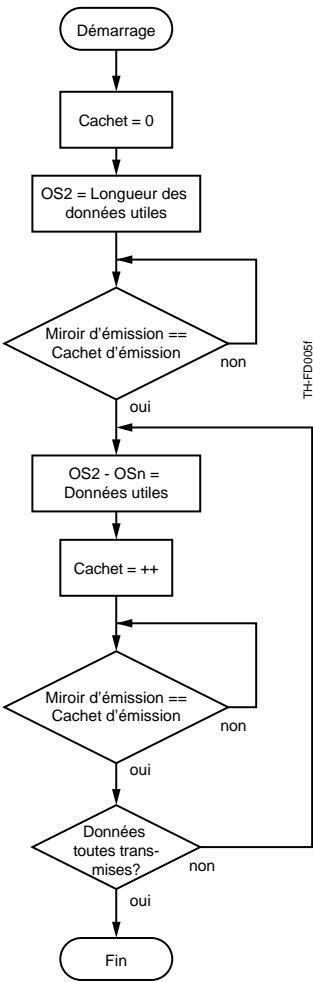 Démarrage
Cachet = 0
OS2 = Longueur des
données utiles
Miroir d'émission ==
Cachet d'émission
non
oui
OS2 - OSn =
Données utiles
Cachet = ++
Miroir d'émission ==
Cachet d'émission
non
oui
Données
toutes trans-
mises?
non
oui
Fin
TH-FD005f